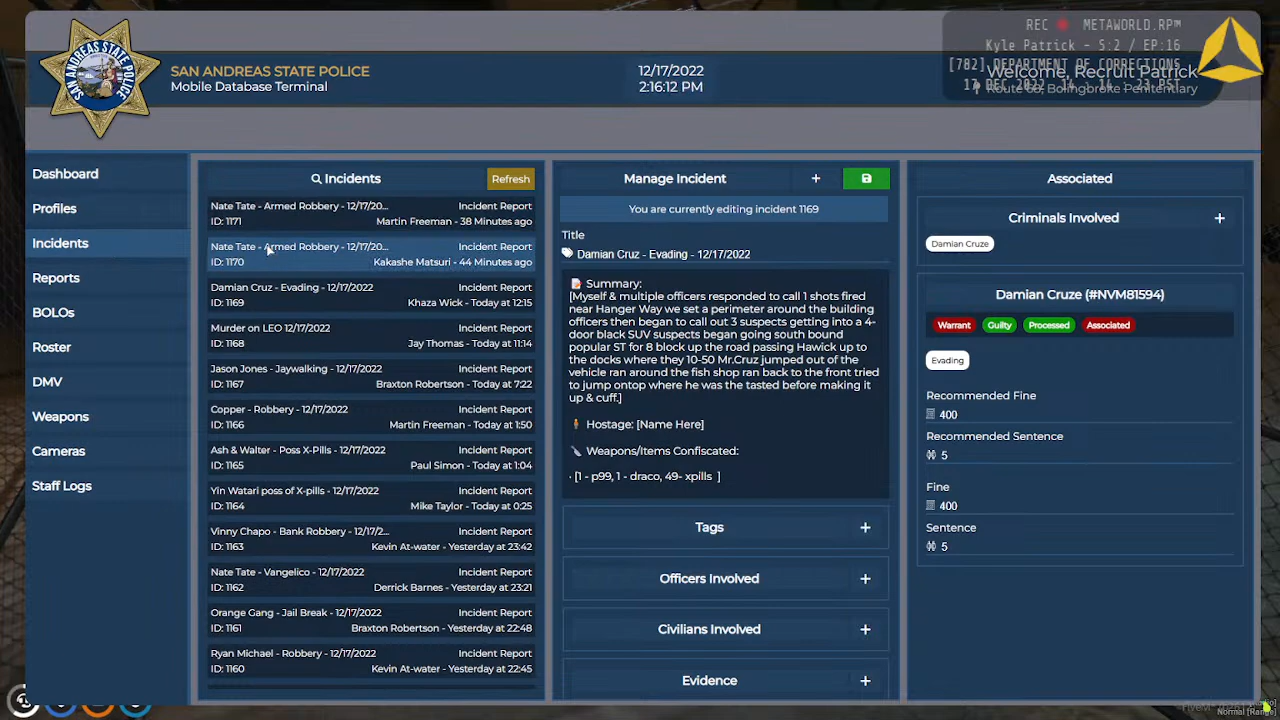 REC METAWORLD.RP™
Kyle Patrick - 5:2 / EP:16
[782] DEPARTMENT OF CORRECTIONS
Welcome, Recruit Patrick
Route 68, Bolingbroke Penitentiary
SAN ANDREAS STATE POLICE
Mobile Database Terminal
12/17/2022
2:16:12 PM
Dashboard
Profiles
Incidents
Reports
BOLOs
Roster
DMV
Weapons
Cameras
Staff Logs
Incidents
Refresh
Nate Tate - Armed Robbery - 12/17/20... Incident Report
ID: 1171 Martin Freeman - 38 Minutes ago
Nate Tate - Armed Robbery - 12/17/20... Incident Report
ID: 1170 Kakashe Matsuri - 44 Minutes ago
Damian Cruz - Evading - 12/17/2022 Incident Report
ID: 1169 Khaza Wick - Today at 12:15
Murder on LEO 12/17/2022 Incident Report
ID: 1168 Jay Thomas - Today at 11:14
Jason Jones - Jaywalking - 12/17/2022 Incident Report
ID: 1167 Braxton Robertson - Today at 7:22
Copper - Robbery - 12/17/2022 Incident Report
ID: 1166 Martin Freeman - Today at 1:50
Ash & Walter - Poss X-Pills - 12/17/2022 Incident Report
ID: 1165 Paul Simon - Today at 1:04
Yin Watari poss of X-pills - 12/17/2022 Incident Report
ID: 1164 Mike Taylor - Today at 0:25
Vinny Chapo - Bank Robbery - 12/17/2... Incident Report
ID: 1163 Kevin At-water - Yesterday at 23:42
Nate Tate - Vangelico - 12/17/2022 Incident Report
ID: 1162 Derrick Barnes - Yesterday at 23:21
Orange Gang - Jail Break - 12/17/2022 Incident Report
ID: 1161 Braxton Robertson - Yesterday at 22:48
Ryan Michael - Robbery - 12/17/2022 Incident Report
ID: 1160 Kevin At-water - Yesterday at 22:45
Manage Incident +
You are currently editing incident 1169
Title
Damian Cruz - Evading - 12/17/2022
📝 Summary:
[Myself & multiple officers responded to call 1 shots fired
near Hanger Way we set a perimeter around the building
officers then began to call out 3 suspects getting into a 4-
door black SUV suspects began going south bound
popular ST for 8 block up the road passing Hawick up to
the docks where they 10-50 Mr.Cruz jumped out of the
vehicle ran around the fish shop ran back to the front tried
to jump ontop where he was the tasted before making it
up & cuff.]
🧍 Hostage: [Name Here]
🔪 Weapons/Items Confiscated:
· [1 - p99, 1 - draco, 49- xpills ]
Tags +
Officers Involved +
Civilians Involved +
Evidence +
Associated
Criminals Involved +
Damian Cruze
Damian Cruze (#NVM81594)
Warrant Guilty Processed Associated
Evading
Recommended Fine
400
Recommended Sentence
5
Fine
400
Sentence
5